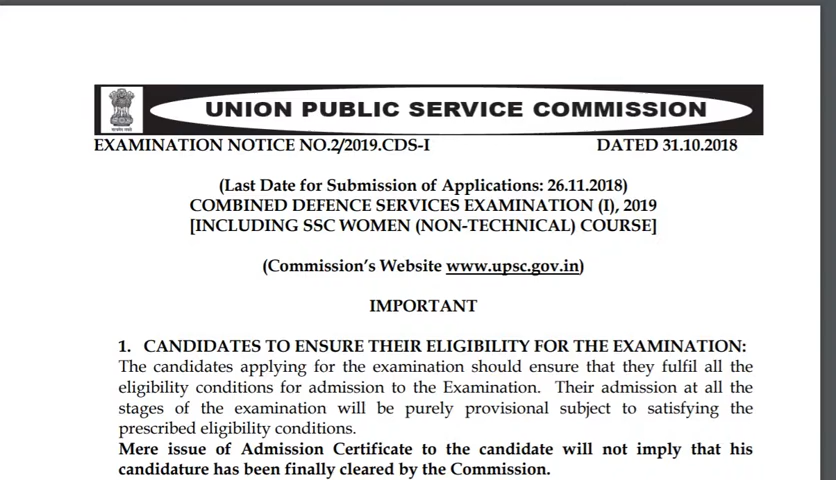 UNION PUBLIC SERVICE COMMISSION
EXAMINATION NOTICE NO.2/2019.CDS-I DATED 31.10.2018
(Last Date for Submission of Applications: 26.11.2018)
COMBINED DEFENCE SERVICES EXAMINATION (I), 2019
[INCLUDING SSC WOMEN (NON-TECHNICAL) COURSE]
(Commission's Website www.upsc.gov.in)
IMPORTANT
1. CANDIDATES TO ENSURE THEIR ELIGIBILITY FOR THE EXAMINATION:
The candidates applying for the examination should ensure that they fulfil all the
eligibility conditions for admission to the Examination. Their admission at all the
stages of the examination will be purely provisional subject to satisfying the
prescribed eligibility conditions.
Mere issue of Admission Certificate to the candidate will not imply that his
candidature has been finally cleared by the Commission.